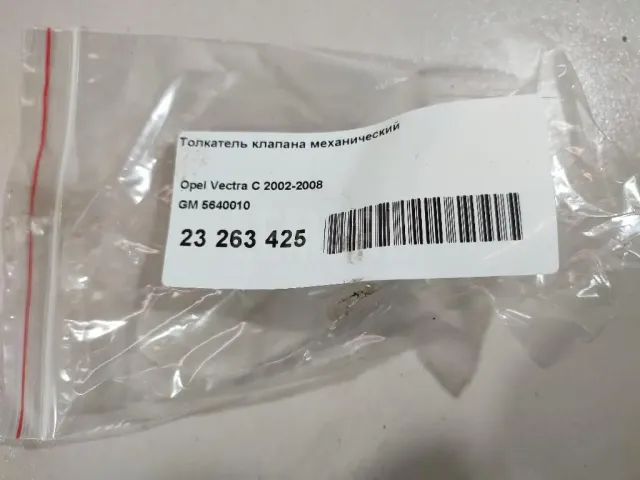 Толкатель клапана механический
Opel Vectra C 2002-2008
GM 5640010
23 263 425